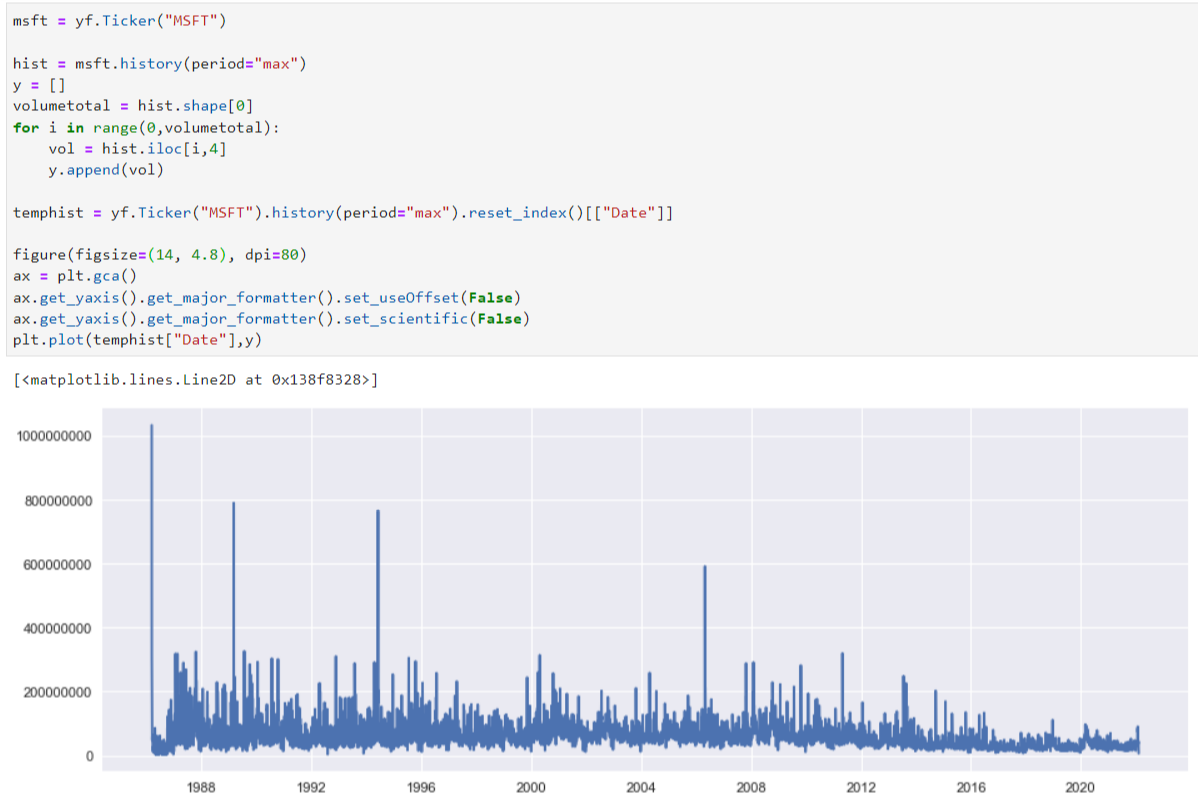 msft = yf.Ticker("MSFT")
hist = msft.history(period="max")
y = []
volumetotal = hist.shape[0]
for i in range(0,volumetotal):
    vol = hist.iloc[i,4]
    y.append(vol)
temphist = yf.Ticker("MSFT").history(period="max").reset_index()[["Date"]]
figure(figsize=(14, 4.8), dpi=80)
ax = plt.gca()
ax.get_yaxis().get_major_formatter().set_useOffset(False)
ax.get_yaxis().get_major_formatter().set_scientific(False)
plt.plot(temphist["Date"],y)
[<matplotlib.lines.Line2D at 0x138f8328>]
1000000000
800000000
600000000
400000000
200000000
0
1988 1992 1996 2000 2004 2008 2012 2016 2020